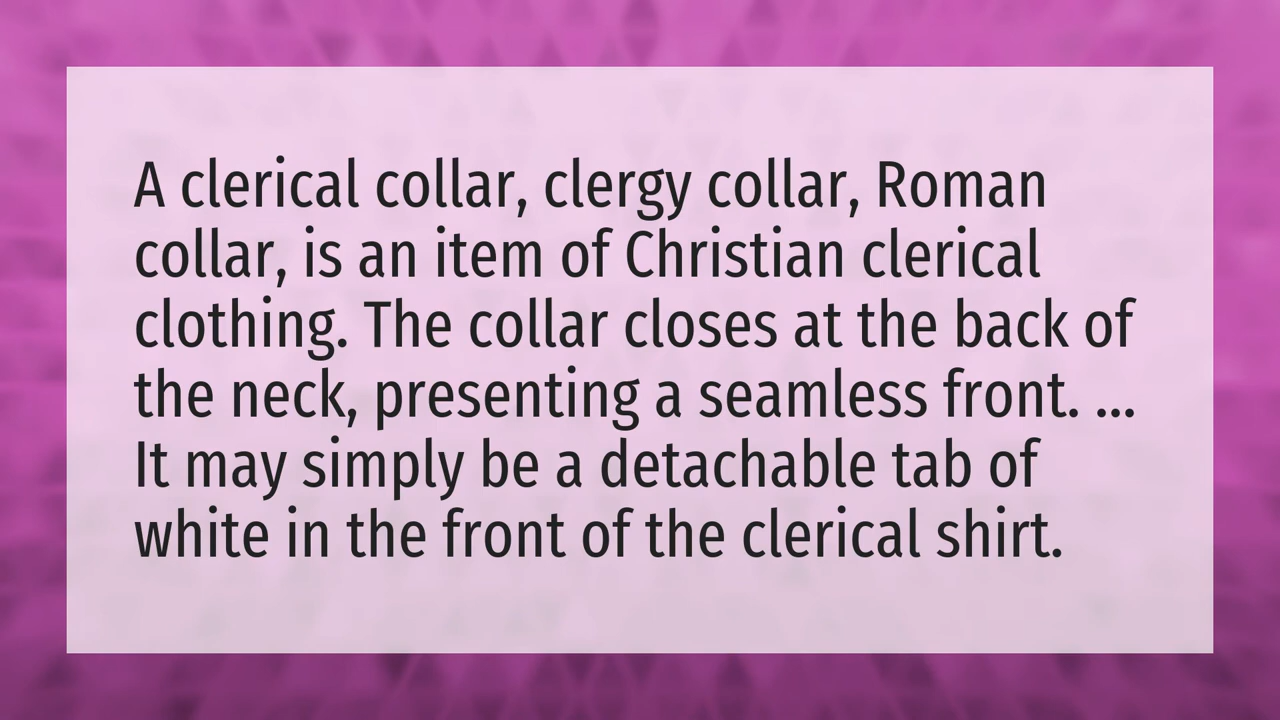 A clerical collar, clergy collar, Roman
collar, is an item of Christian clerical
clothing. The collar closes at the back of
the neck, presenting a seamless front. ...
It may simply be a detachable tab of
white in the front of the clerical shirt.